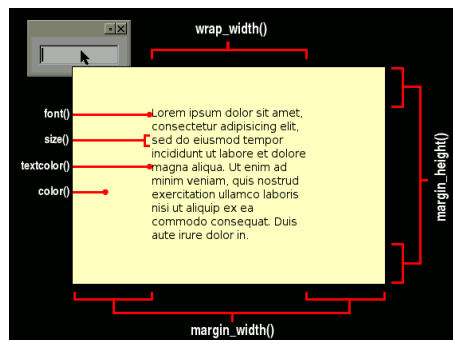 wrap_width()
font()
size()
textcolor()
color()
Lorem ipsum dolor sit amet,
consectetur adipisicing elit,
sed do eiusmod tempor
incididunt ut labore et dolore
magna aliqua. Ut enim ad
minim veniam, quis nostrud
exercitation ullamco laboris
nisi ut aliquip ex ea
commodo consequat. Duis
aute irure dolor in.
margin_height()
margin_width()